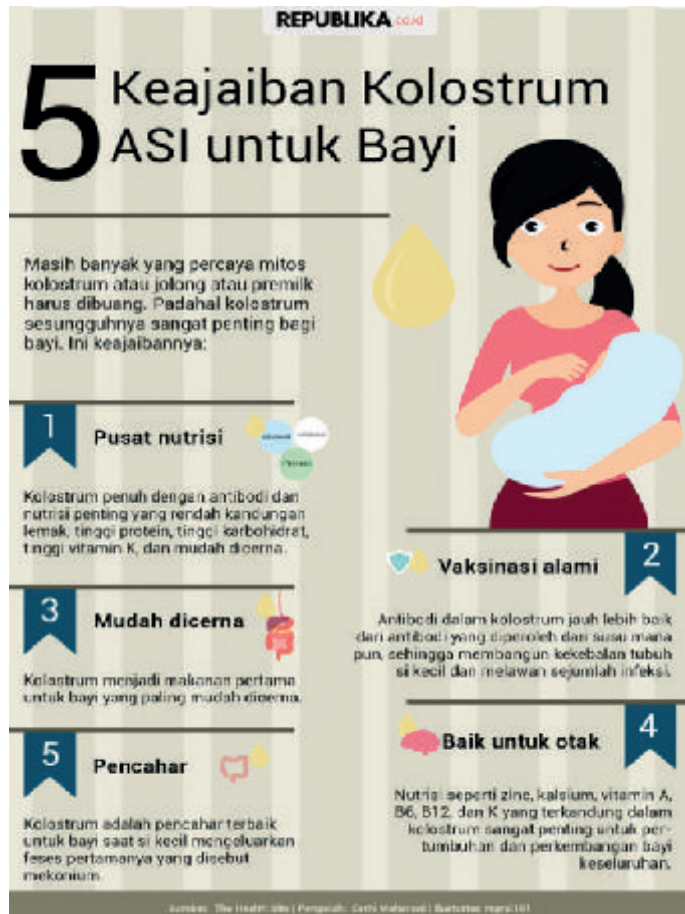 REPUBLIKA.co.id
5 Keajaiban Kolostrum
ASI untuk Bayi
Masih banyak yang percaya mitos
kolostrum atau jolong atau premilk
harus dibuang. Padahal kolostrum
sesungguhnya sangat penting bagi
bayi. Ini keajaibannya:
1
Pusat nutrisi
Kolostrum penuh dengan antibodi dan
nutrisi penting yang rendah kandungan
lemak, tinggi protein, tinggi karbohidrat,
tinggi vitamin K, dan mudah dicerna.
2
Vaksinasi alami
Antibodi dalam kolostrum jauh lebih baik
dari antibodi yang diperoleh dari susu mana
pun, sehingga membangun kekebalan tubuh
si kecil dan melawan sejumlah infeksi.
3
Mudah dicerna
Kolostrum menjadi makanan pertama
untuk bayi yang paling mudah dicerna.
4
Baik untuk otak
Nutrisi seperti zinc, kalsium, vitamin A,
B6, B12, dan K yang terkandung dalam
kolostrum sangat penting untuk per-
tumbuhan dan perkembangan bayi
keseluruhan.
5
Pencahar
Kolostrum adalah pencahar terbaik
untuk bayi saat si kecil mengeluarkan
feses pertamanya yang disebut
mekonium.
Sumber: The Health Site | Pengolah: | Ilustrator: